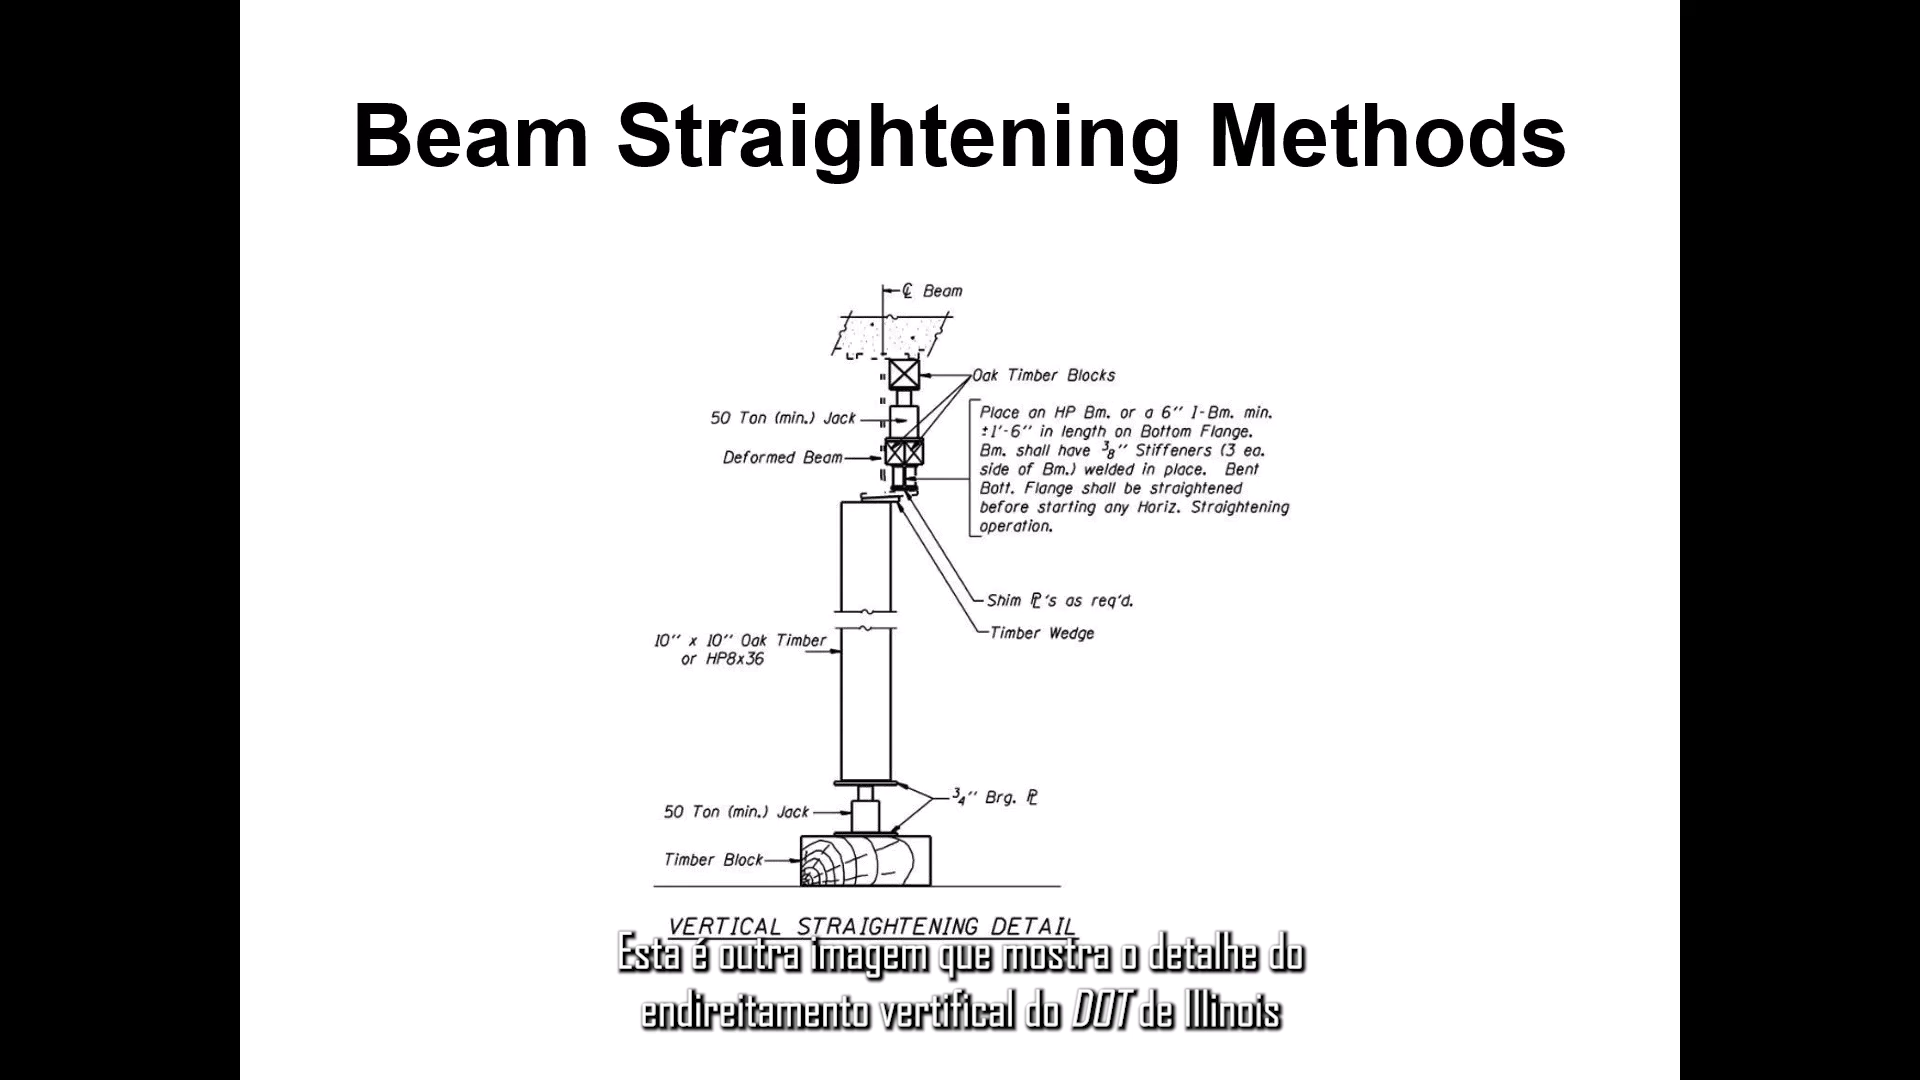 Beam Straightening Methods
℄ Beam
Oak Timber Blocks
50 Ton (min.) Jack
Deformed Beam
Place an HP Bm. or a 6" I-Bm. min.
±1'-6" in length on Bottom Flange.
Bm. shall have 3/8" Stiffeners (3 ea.
side of Bm.) welded in place. Bent
Bott. Flange shall be straightened
before starting any Horiz. Straightening
operation.
Shim ⅊'s as req'd.
Timber Wedge
10" x 10" Oak Timber
or HP8x36
3/4" Brg. ⅊
50 Ton (min.) Jack
Timber Block
VERTICAL STRAIGHTENING DETAIL
Esta é outra imagem que mostra o detalhe do
endireitamento vertifical do DOT de Illinois